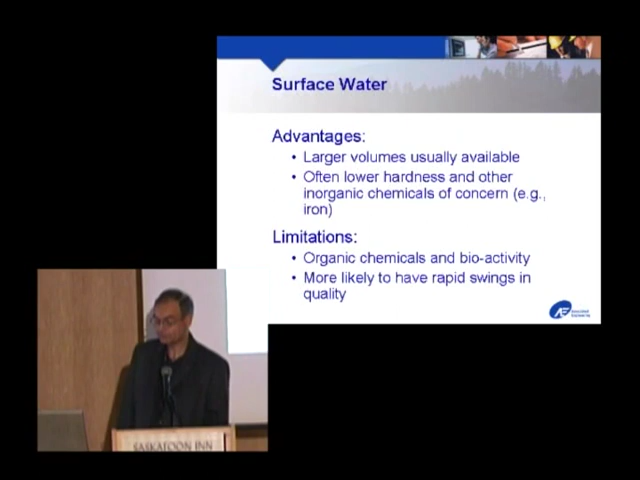 Surface Water
Advantages:
• Larger volumes usually available
• Often lower hardness and other
inorganic chemicals of concern (e.g.,
iron)
Limitations:
• Organic chemicals and bio-activity
• More likely to have rapid swings in
quality
AE
SASKATOON INN